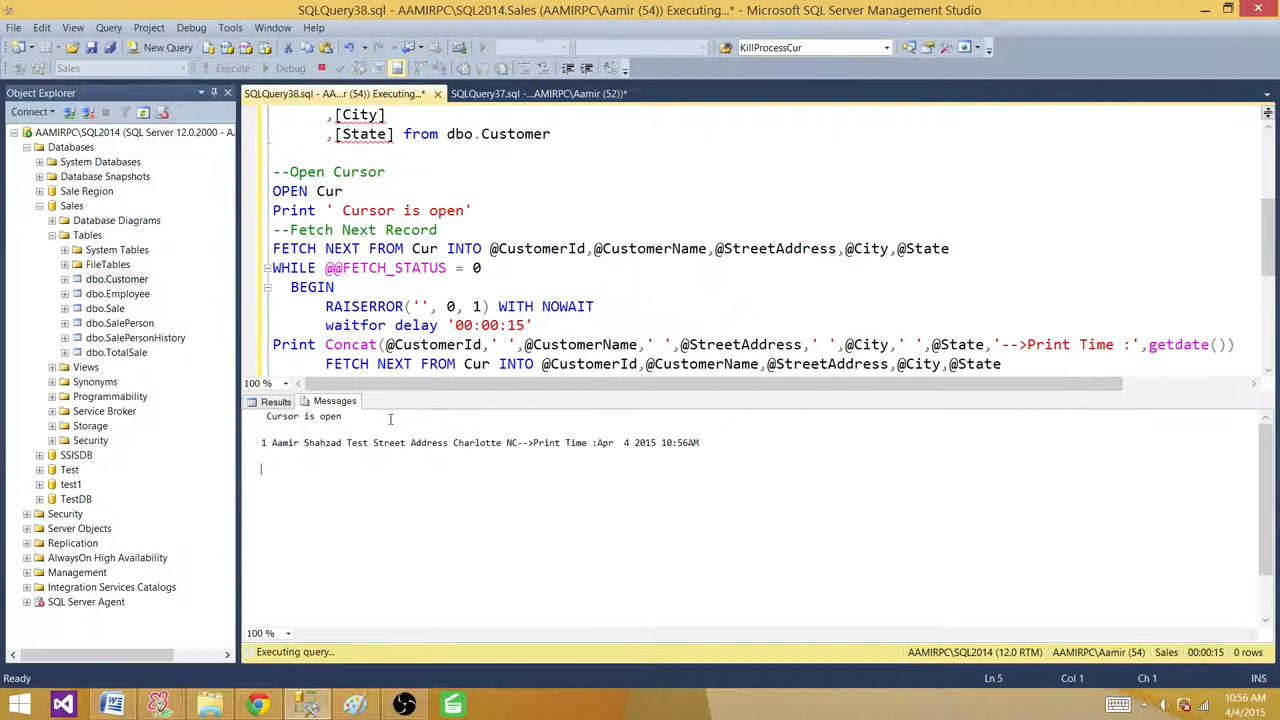 SQLQuery38.sql - AAMIRPC\SQL2014.Sales (AAMIRPC\Aamir (54)) Executing...* - Microsoft SQL Server Management Studio
File Edit View Query Project Debug Tools Window Help
New Query KillProcessCur
Sales Execute Debug
Object Explorer
SQLQuery38.sql - AA...r (54)) Executing...* SQLQuery37.sql -...AMIRPC\Aamir (52))*
Connect
AAMIRPC\SQL2014 (SQL Server 12.0.2000 - AA
Databases
System Databases
Database Snapshots
Sale Region
Sales
Database Diagrams
Tables
System Tables
FileTables
dbo.Customer
dbo.Employee
dbo.Sale
dbo.SalePerson
dbo.SalePersonHistory
dbo.TotalSale
Views
Synonyms
Programmability
Service Broker
Storage
Security
SSISDB
Test
test1
TestDB
Security
Server Objects
Replication
AlwaysOn High Availability
Management
Integration Services Catalogs
SQL Server Agent
,[City]
,[State] from dbo.Customer
--Open Cursor
OPEN Cur
Print ' Cursor is open'
--Fetch Next Record
FETCH NEXT FROM Cur INTO @CustomerId,@CustomerName,@StreetAddress,@City,@State
WHILE @@FETCH_STATUS = 0
BEGIN
RAISERROR('', 0, 1) WITH NOWAIT
waitfor delay '00:00:15'
Print Concat(@CustomerId,' ',@CustomerName,' ',@StreetAddress,' ',@City,' ',@State,'-->Print Time :',getdate())
FETCH NEXT FROM Cur INTO @CustomerId,@CustomerName,@StreetAddress,@City,@State
100 %
Results Messages
Cursor is open
1 Aamir Shahzad Test Street Address Charlotte NC-->Print Time :Apr 4 2015 10:56AM
100 %
Executing query... AAMIRPC\SQL2014 (12.0 RTM) AAMIRPC\Aamir (54) Sales 00:00:15 0 rows
Ready Ln 5 Col 1 Ch 1 INS
10:56 AM
4/4/2015